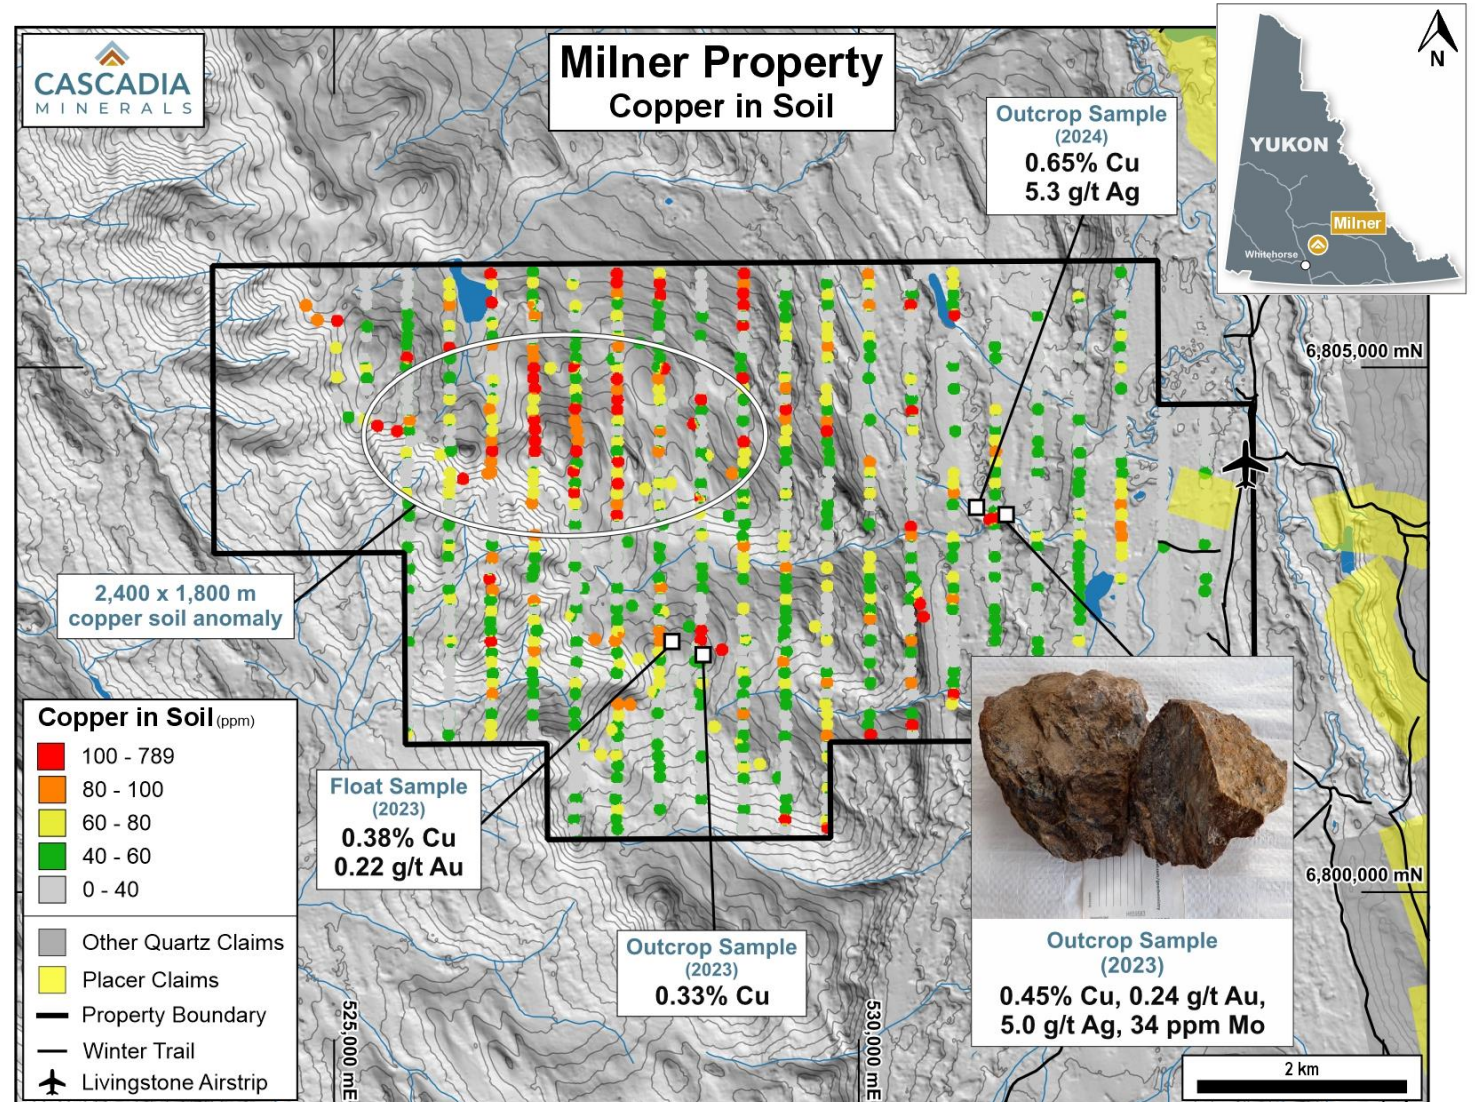 CASCADIA
MINERALS
Milner Property
Copper in Soil
Outcrop Sample
(2024)
0.65% Cu
5.3 g/t Ag
N
YUKON
Milner
Whitehorse
6,805,000 mN
2,400 x 1,800 m
copper soil anomaly
Copper in Soil (ppm)
100 - 789
80 - 100
60 - 80
40 - 60
0 - 40
Other Quartz Claims
Placer Claims
Property Boundary
Winter Trail
Livingstone Airstrip
Float Sample
(2023)
0.38% Cu
0.22 g/t Au
Outcrop Sample
(2023)
0.33% Cu
6,800,000 mN
Outcrop Sample
(2023)
0.45% Cu, 0.24 g/t Au,
5.0 g/t Ag, 34 ppm Mo
525,000 mE
530,000 mE
2 km